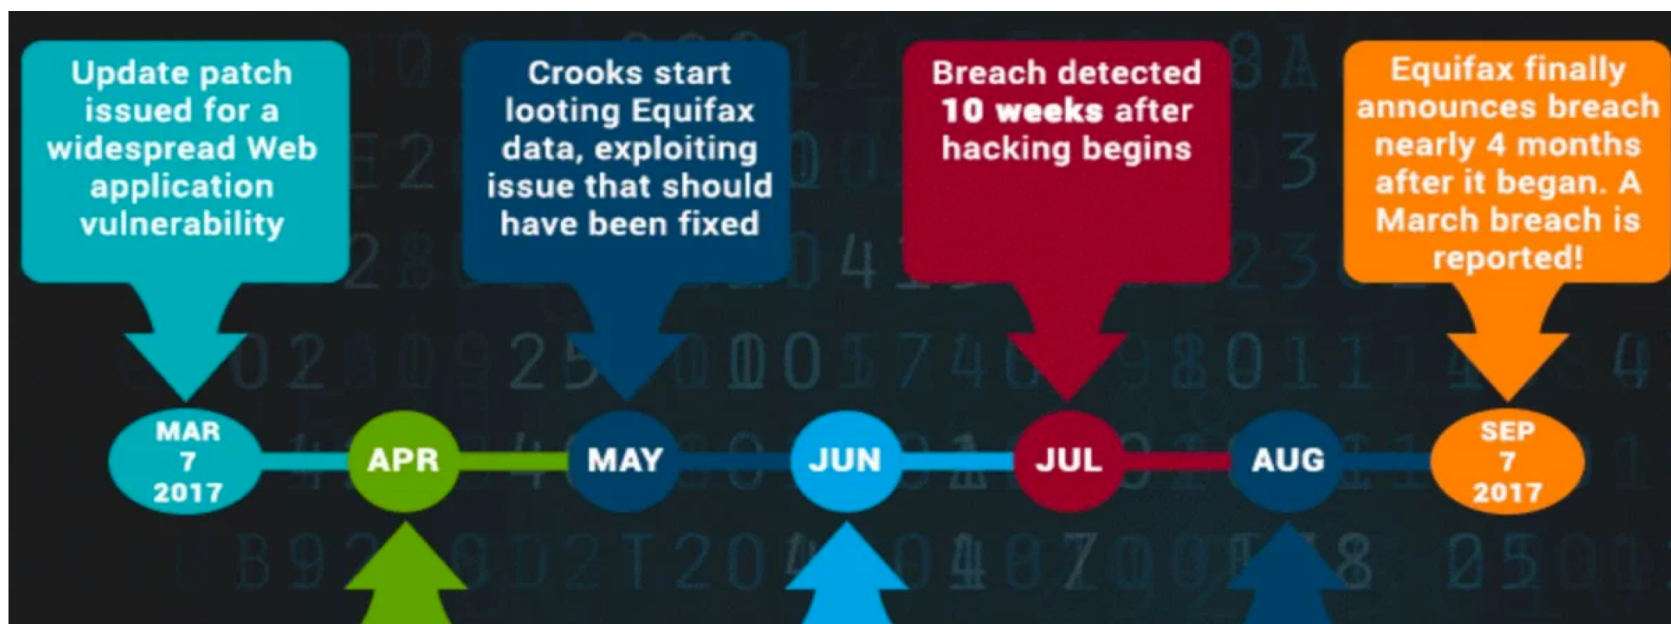 Update patch
issued for a
widespread Web
application
vulnerability
Crooks start
looting Equifax
data, exploiting
issue that should
have been fixed
Breach detected
10 weeks after
hacking begins
Equifax finally
announces breach
nearly 4 months
after it began. A
March breach is
reported!
MAR
7
2017
APR
MAY
JUN
JUL
AUG
SEP
7
2017